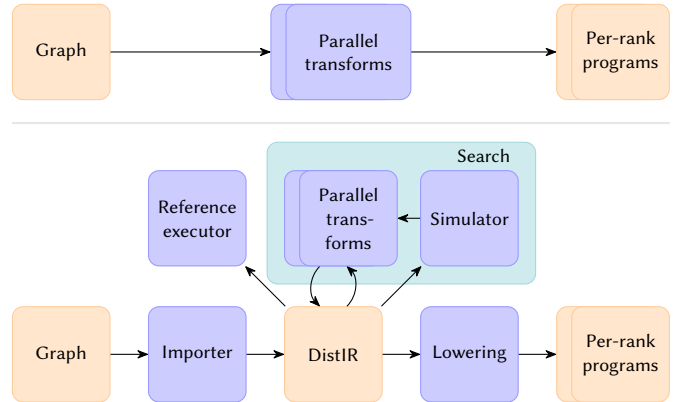 Graph
Parallel
transforms
Per-rank
programs
Search
Reference
executor
Parallel
trans-
forms
Simulator
Graph
Importer
DistIR
Lowering
Per-rank
programs